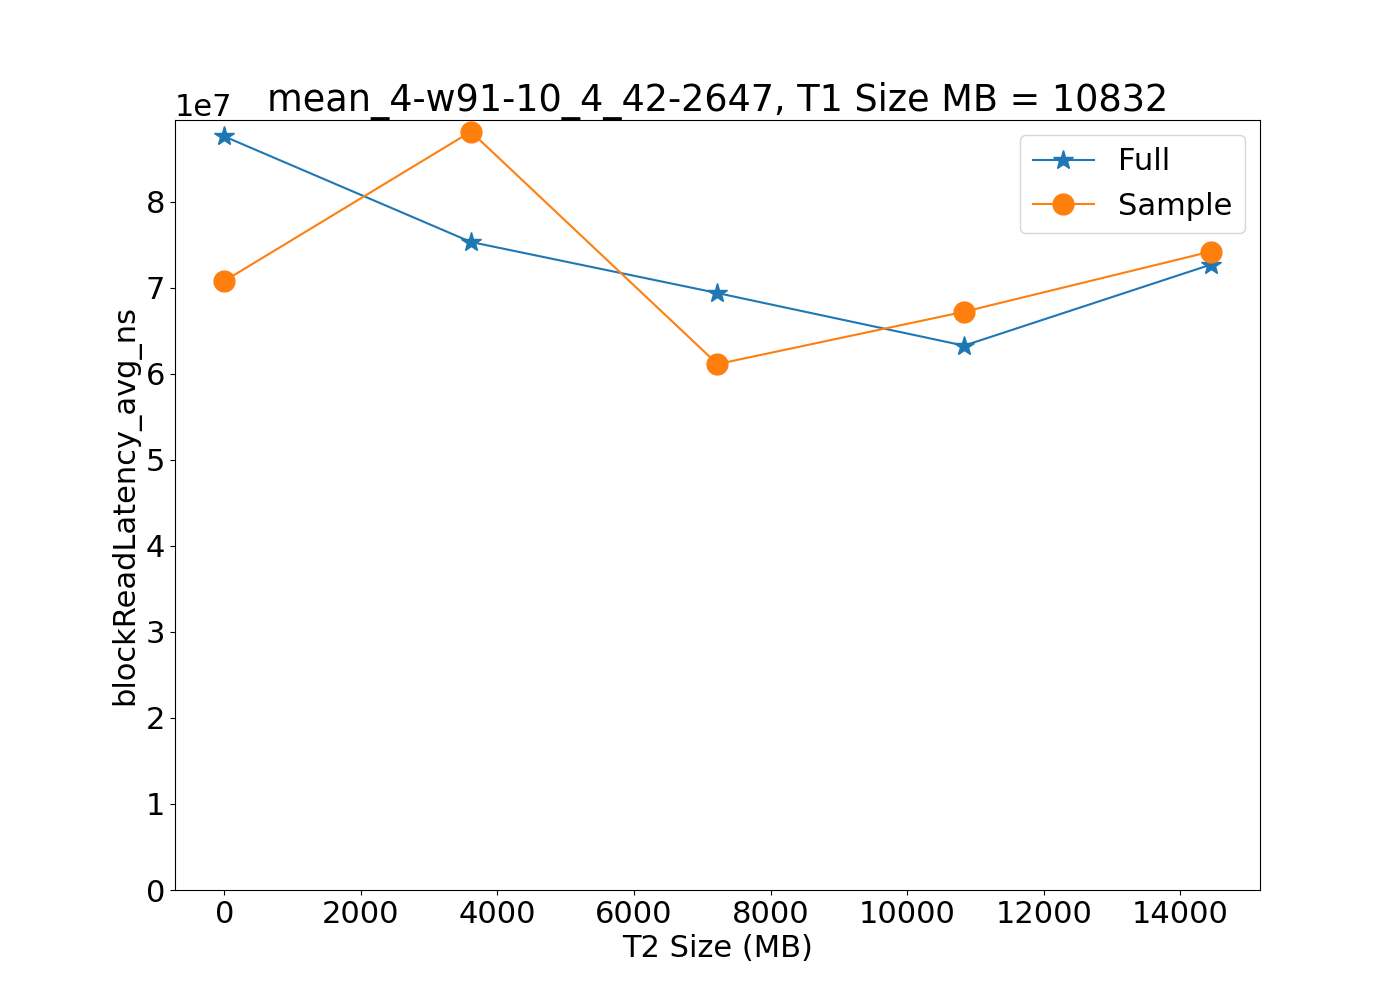 mean_4-w91-10_4_42-2647, T1 Size MB = 10832
1e7
Full
Sample
8
7
6
5
4
3
2
1
0
blockReadLatency_avg_ns
0 2000 4000 6000 8000 10000 12000 14000
T2 Size (MB)